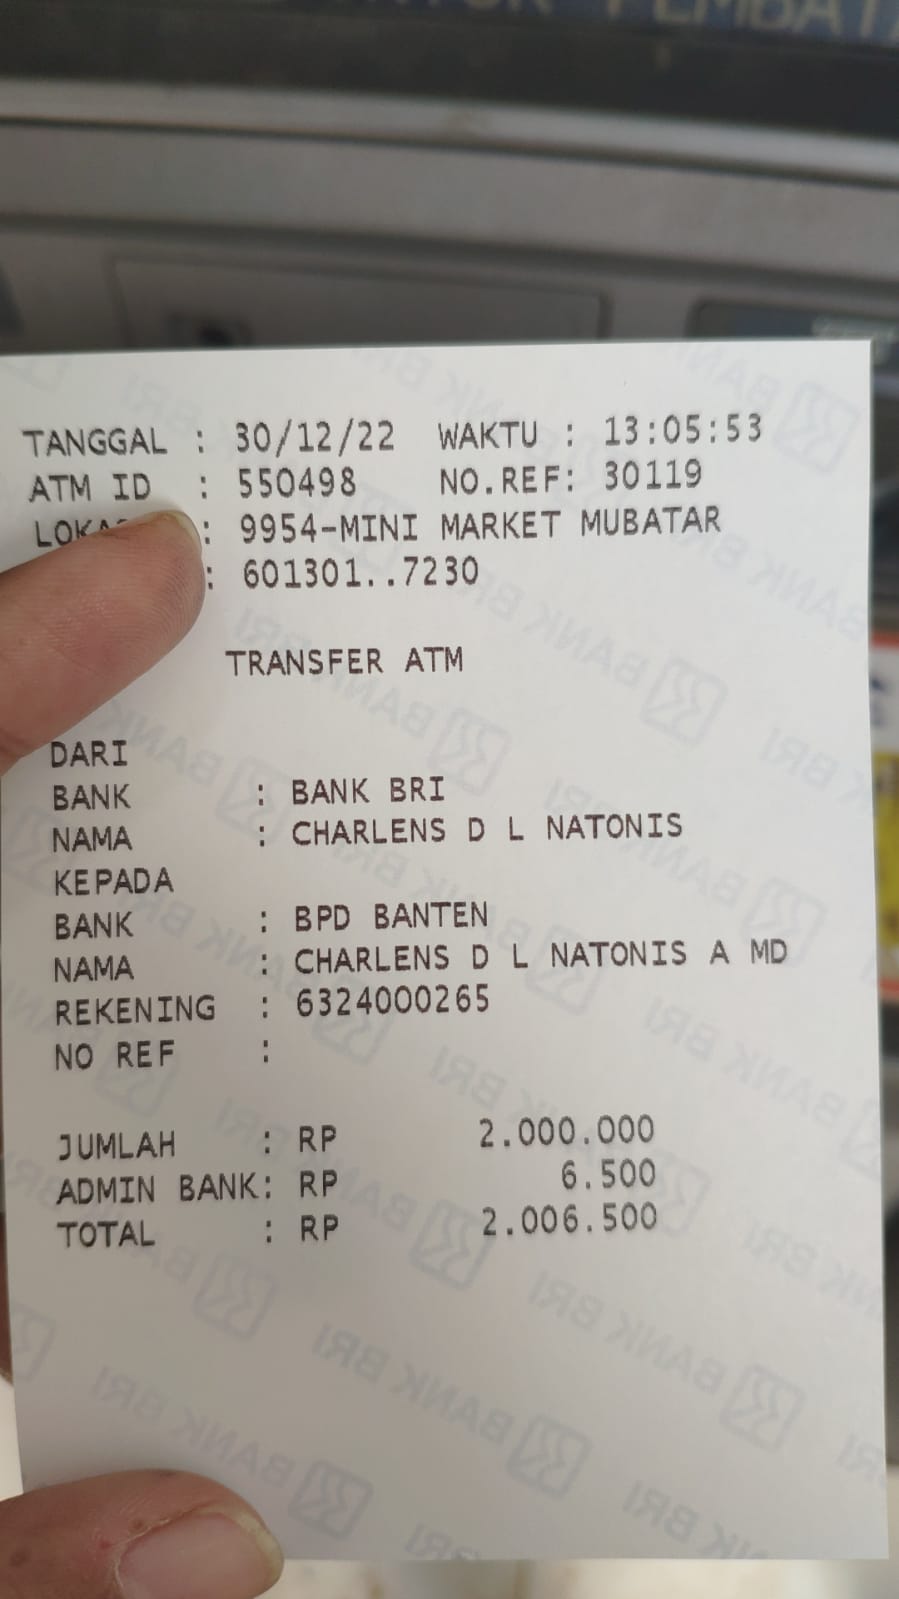 TANGGAL : 30/12/22 WAKTU : 13:05:53
ATM ID : 550498 NO.REF: 30119
: 9954-MINI MARKET MUBATAR
: 601301..7230
TRANSFER ATM
DARI
BANK : BANK BRI
NAMA : CHARLENS D L NATONIS
KEPADA
BANK : BPD BANTEN
NAMA : CHARLENS D L NATONIS A MD
REKENING : 6324000265
NO REF :
JUMLAH : RP 2.000.000
ADMIN BANK: RP 6.500
TOTAL : RP 2.006.500